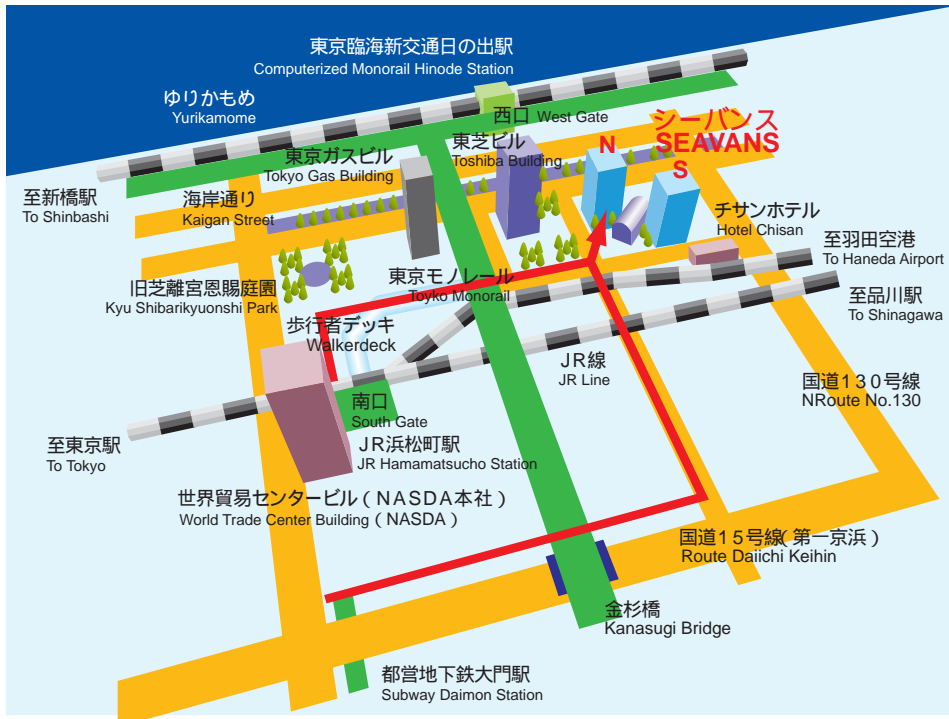 東京臨海新交通日の出駅
Computerized Monorail Hinode Station
ゆりかもめ
Yurikamome
西口 West Gate
シーバンス
SEAVANS
N
S
東芝ビル
Toshiba Building
東京ガスビル
Tokyo Gas Building
至新橋駅
To Shinbashi
海岸通り
Kaigan Street
チサンホテル
Hotel Chisan
至羽田空港
To Haneda Airport
旧芝離宮恩賜庭園
Kyu Shibarikyuonshi Park
東京モノレール
Toyko Monorail
至品川駅
To Shinagawa
歩行者デッキ
Walkerdeck
JR線
JR Line
国道130号線
NRoute No.130
南口
South Gate
至東京駅
To Tokyo
JR浜松町駅
JR Hamamatsucho Station
世界貿易センタービル(NASDA本社)
World Trade Center Building(NASDA)
国道15号線(第一京浜)
Route Daiichi Keihin
金杉橋
Kanasugi Bridge
都営地下鉄大門駅
Subway Daimon Station